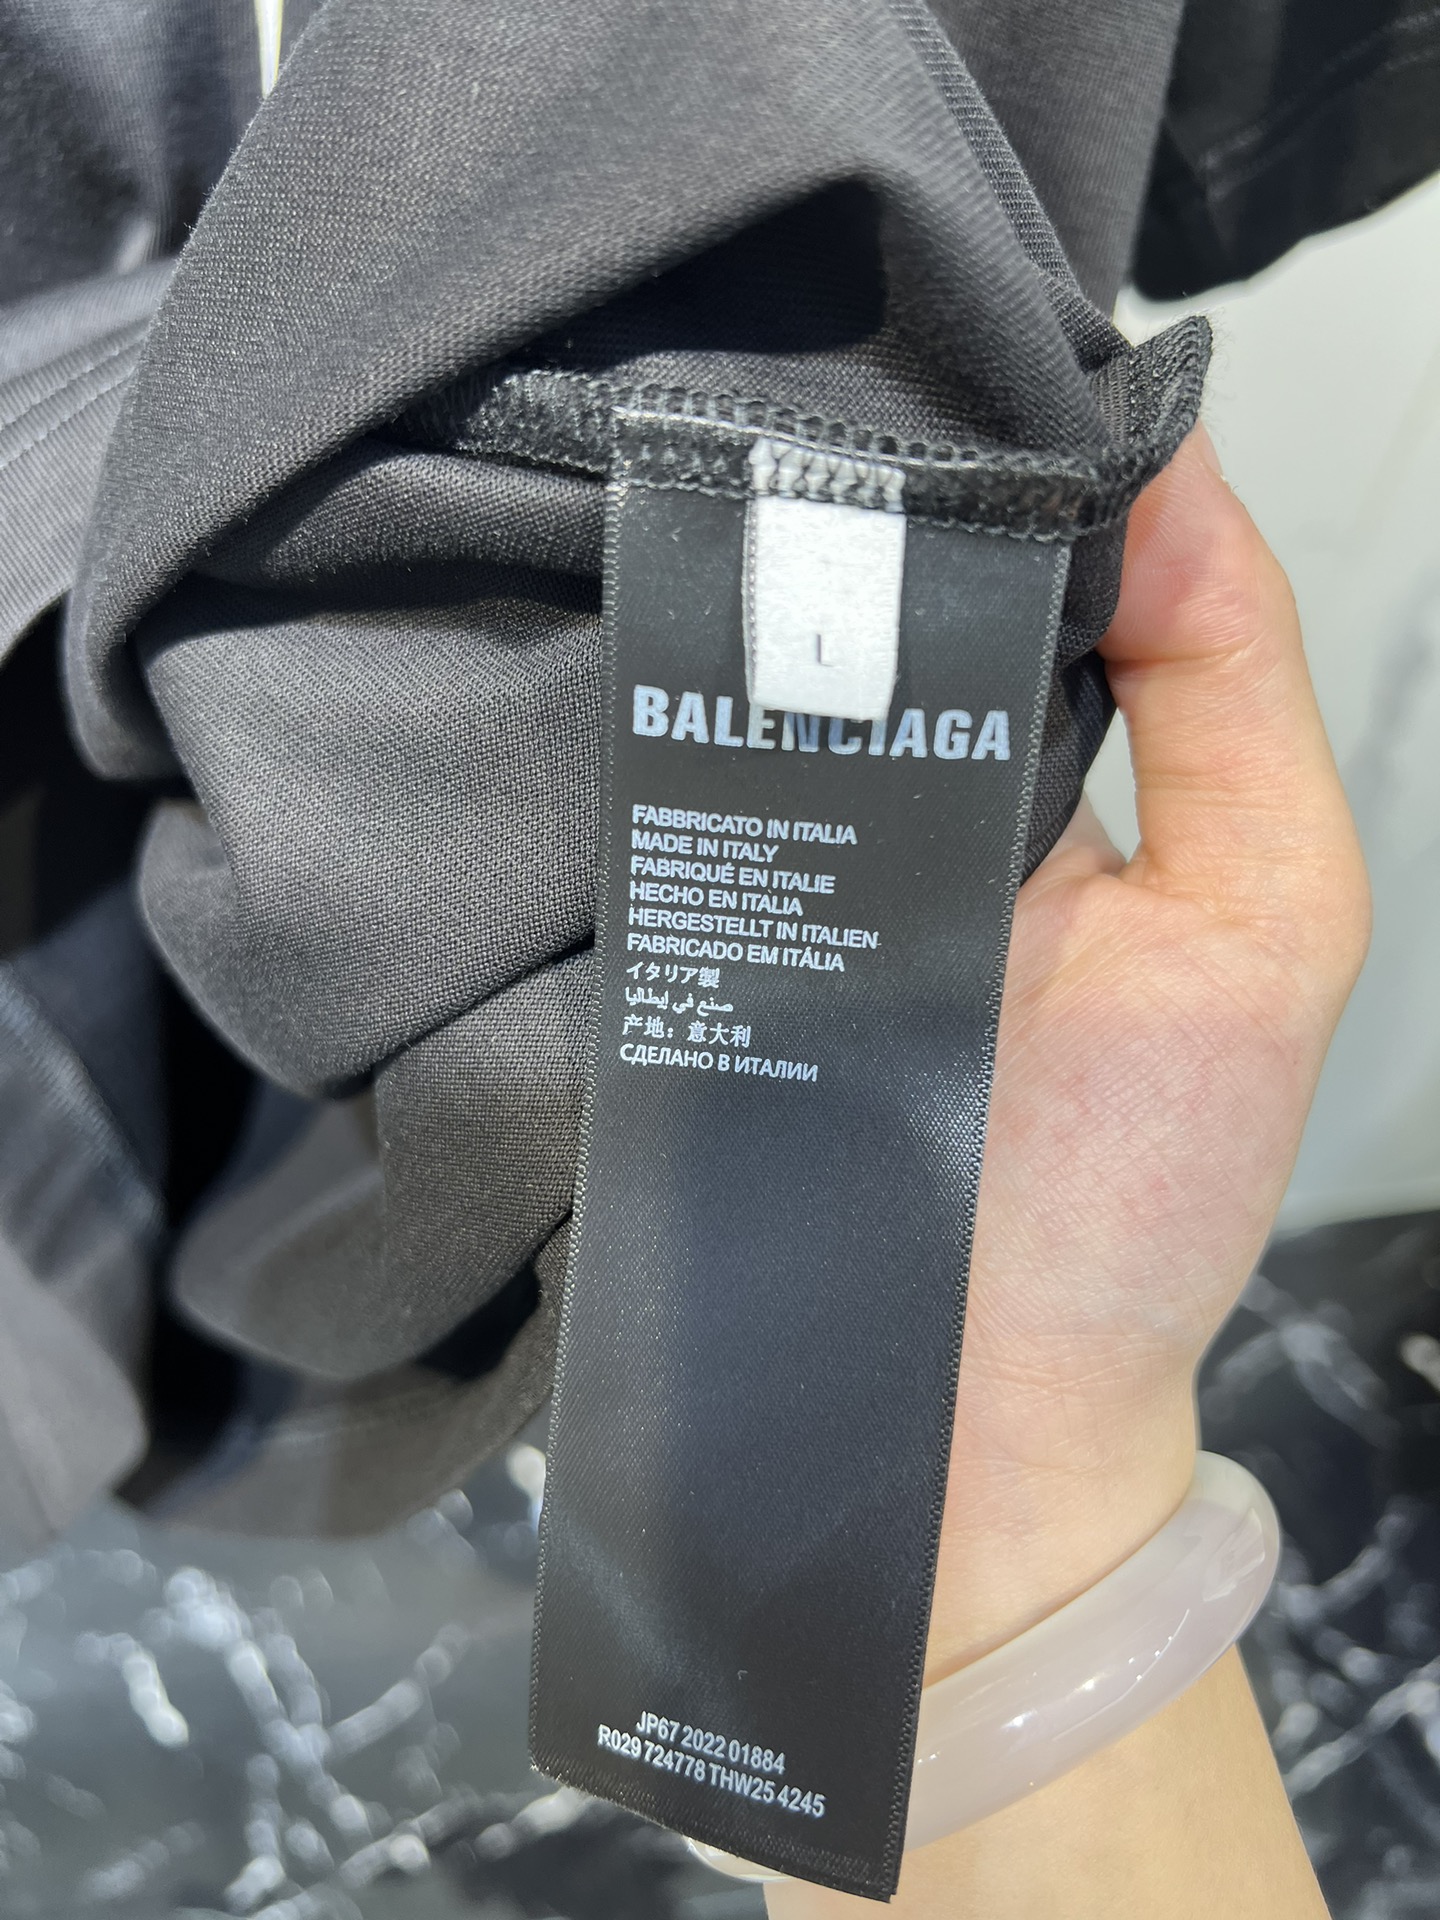 L
BALENCIAGA
FABBRICATO IN ITALIA
MADE IN ITALY
FABRIQUÉ EN ITALIE
HECHO EN ITALIA
HERGESTELLT IN ITALIEN
FABRICADO EM ITÁLIA
イタリア製
صنع في إيطاليا
产地：意大利
СДЕЛАНО В ИТАЛИИ
JP67 2022 01884
R029 724778 THW25 4245